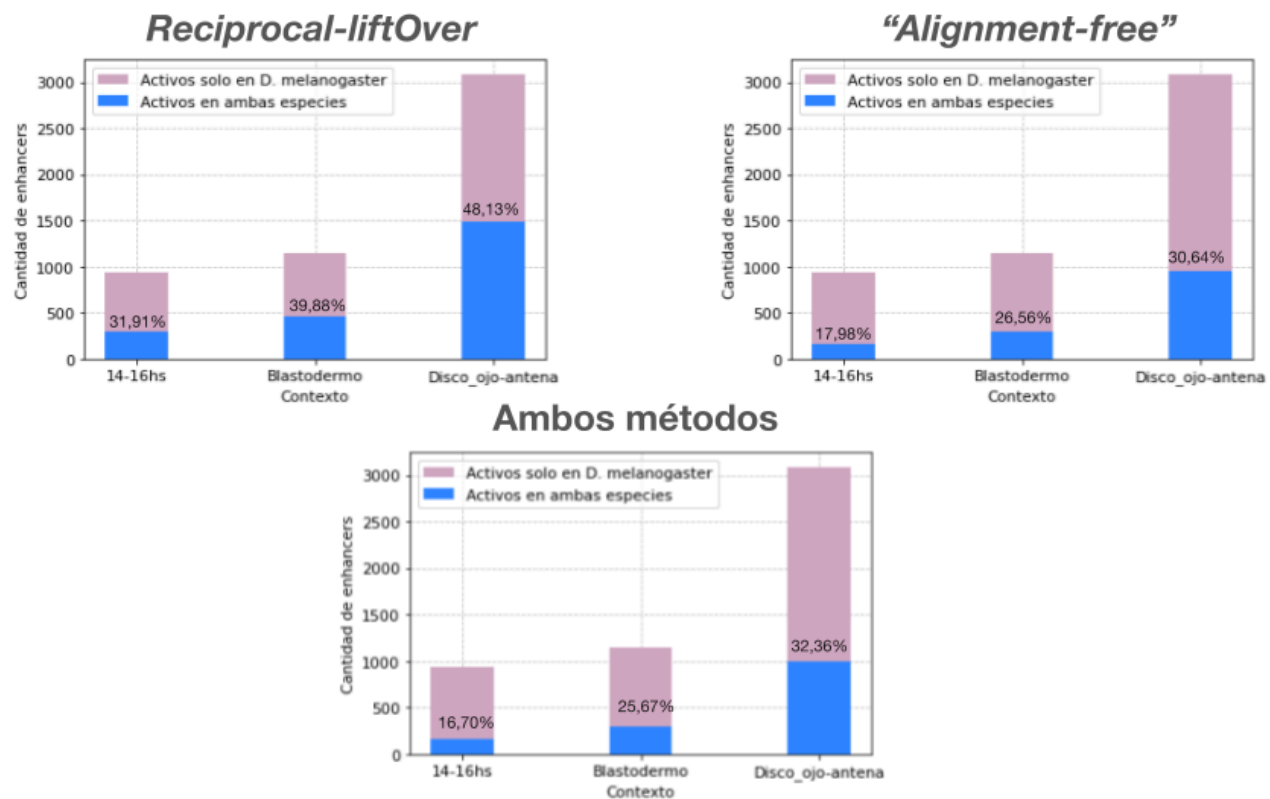 Reciprocal-liftOver
Activos solo en D. melanogaster
Activos en ambas especies
Cantidad de enhancers
3000
2500
2000
1500
1000
500
0
31,91%
39,88%
48,13%
14-16hs
Blastodermo
Disco_ojo-antena
Contexto
“Alignment-free”
Activos solo en D. melanogaster
Activos en ambas especies
Cantidad de enhancers
3000
2500
2000
1500
1000
500
0
17,98%
26,56%
30,64%
14-16hs
Blastodermo
Disco_ojo-antena
Contexto
Ambos métodos
Activos solo en D. melanogaster
Activos en ambas especies
Cantidad de enhancers
3000
2500
2000
1500
1000
500
0
16,70%
25,67%
32,36%
14-16hs
Blastodermo
Disco_ojo-antena
Contexto